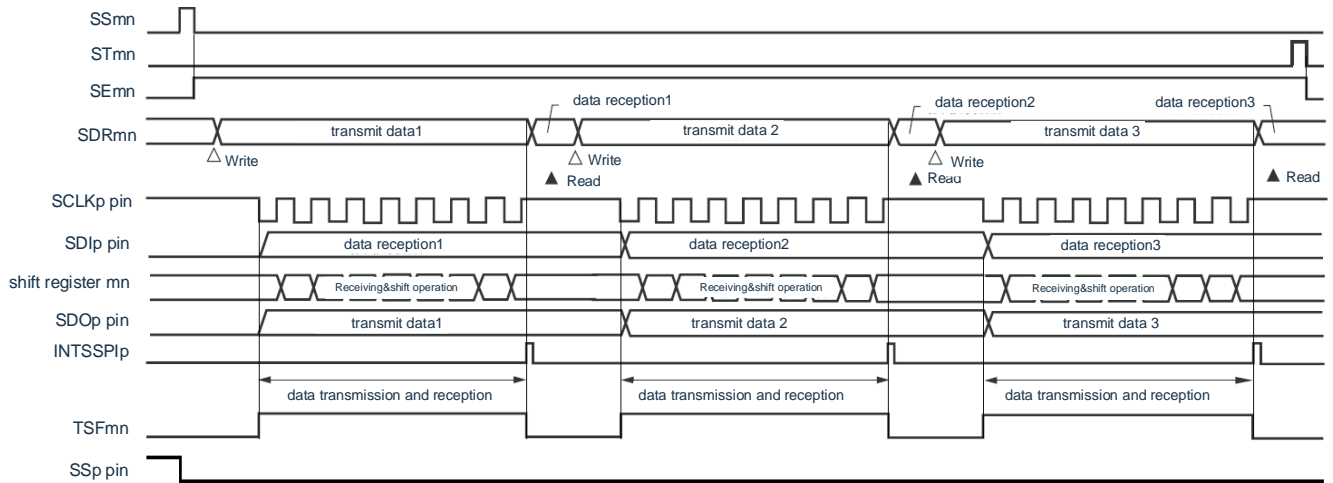 SSmn
STmn
SEmn
data reception1
data reception2
data reception3
SDRmn
transmit data1
transmit data 2
transmit data 3
Write
Write
Write
Read
Read
Read
SCLKp pin
SDIp pin
data reception1
data reception2
data reception3
shift register mn
Receiving&shift operation
Receiving&shift operation
Receiving&shift operation
SDOp pin
transmit data1
transmit data 2
transmit data 3
INTSSPIp
data transmission and reception
data transmission and reception
data transmission and reception
TSFmn
SSp pin